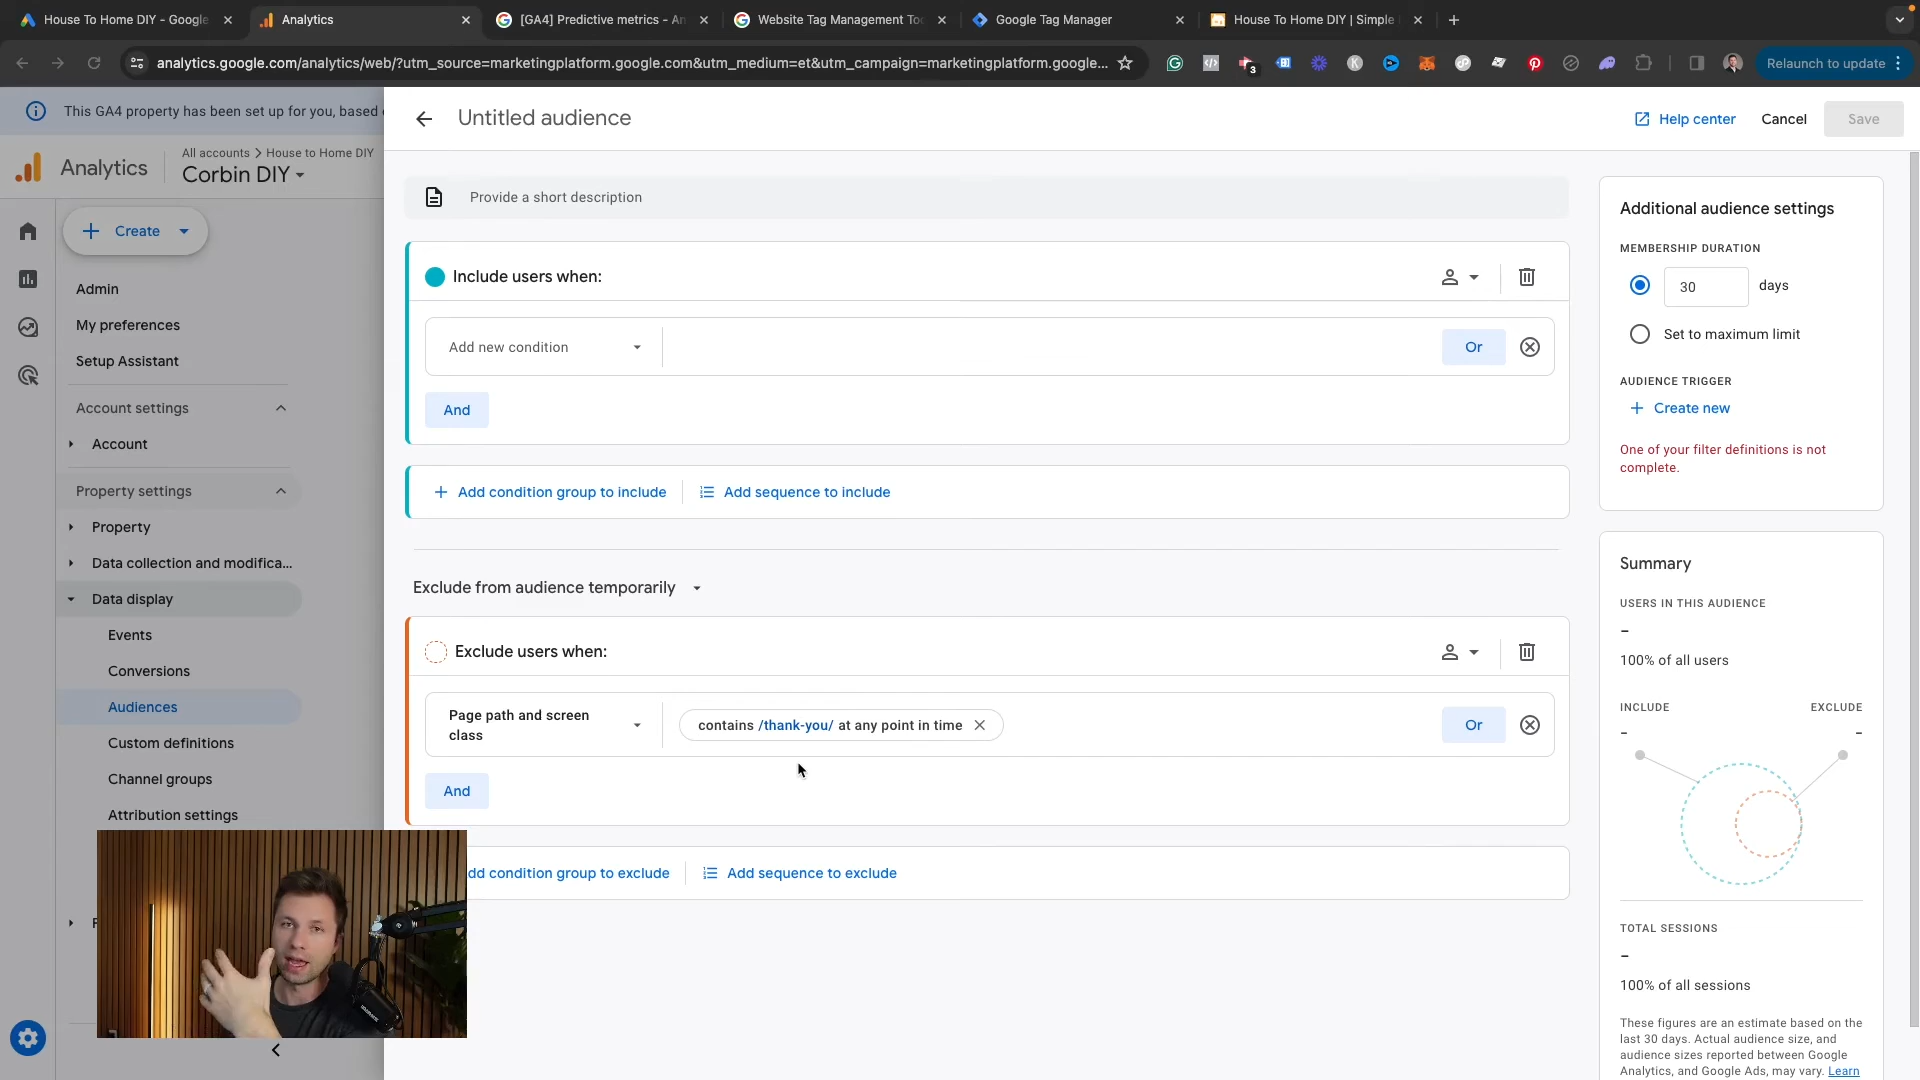 House To Home DIY - Google
Analytics
[GA4] Predictive metrics - An
Website Tag Management Too
Google Tag Manager
House To Home DIY | Simple
analytics.google.com/analytics/web/?utm_source=marketingplatform.google.com&utm_medium=et&utm_campaign=marketingplatform.google...
3
Relaunch to update
This GA4 property has been set up for you, based
Analytics
All accounts > House to Home DIY
Corbin DIY
Create
Admin
My preferences
Setup Assistant
Account settings
Account
Property settings
Property
Data collection and modifica...
Data display
Events
Conversions
Audiences
Custom definitions
Channel groups
Attribution settings
Untitled audience
Help center
Cancel
Save
Provide a short description
Include users when:
Add new condition
Or
And
Add condition group to include
Add sequence to include
Exclude from audience temporarily
Exclude users when:
Page path and screen
class
contains /thank-you/ at any point in time
Or
And
dd condition group to exclude
Add sequence to exclude
Additional audience settings
MEMBERSHIP DURATION
30
days
Set to maximum limit
AUDIENCE TRIGGER
Create new
One of your filter definitions is not
complete.
Summary
USERS IN THIS AUDIENCE
–
100% of all users
INCLUDE
EXCLUDE
–
–
TOTAL SESSIONS
–
100% of all sessions
These figures are an estimate based on the
last 30 days. Actual audience size, and
audience sizes reported between Google
Analytics, and Google Ads, may vary. Learn